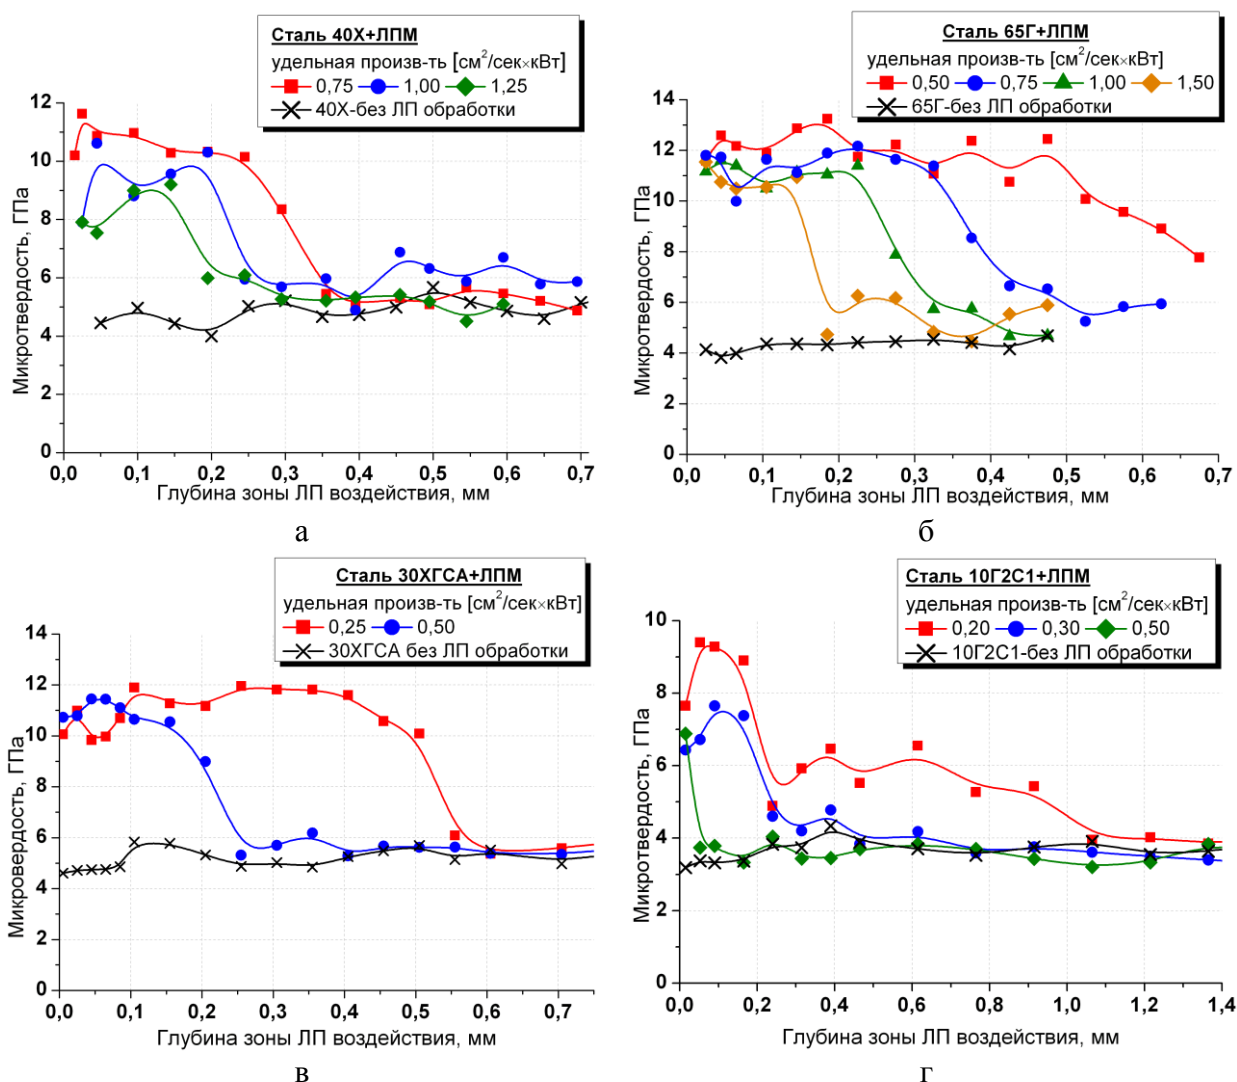 Сталь 40Х+ЛПМ
удельная произв-ть [см²/сек×кВт]
0,75 1,00 1,25
40Х-без ЛП обработки
Микротвердость, ГПа
12
10
8
6
4
2
0
0,0 0,1 0,2 0,3 0,4 0,5 0,6 0,7
Глубина зоны ЛП воздействия, мм
а
Сталь 65Г+ЛПМ
удельная произв-ть [см²/сек×кВт]
0,50 0,75 1,00 1,50
65Г-без ЛП обработки
Микротвердость, ГПа
14
12
10
8
6
4
2
0
0,0 0,1 0,2 0,3 0,4 0,5 0,6 0,7
Глубина зоны ЛП воздействия, мм
б
Сталь 30ХГСА+ЛПМ
удельная произв-ть [см²/сек×кВт]
0,25 0,50
30ХГСА без ЛП обработки
Микровердость, ГПа
14
12
10
8
6
4
2
0
0,0 0,1 0,2 0,3 0,4 0,5 0,6 0,7
Глубина зоны ЛП воздействия, мм
в
Сталь 10Г2С1+ЛПМ
удельная произв-ть [см²/сек×кВт]
0,20 0,30 0,50
10Г2С1-без ЛП обработки
Микротвердость, ГПа
10
8
6
4
2
0
0,0 0,2 0,4 0,6 0,8 1,0 1,2 1,4
Глубина зоны ЛП воздействия, мм
г